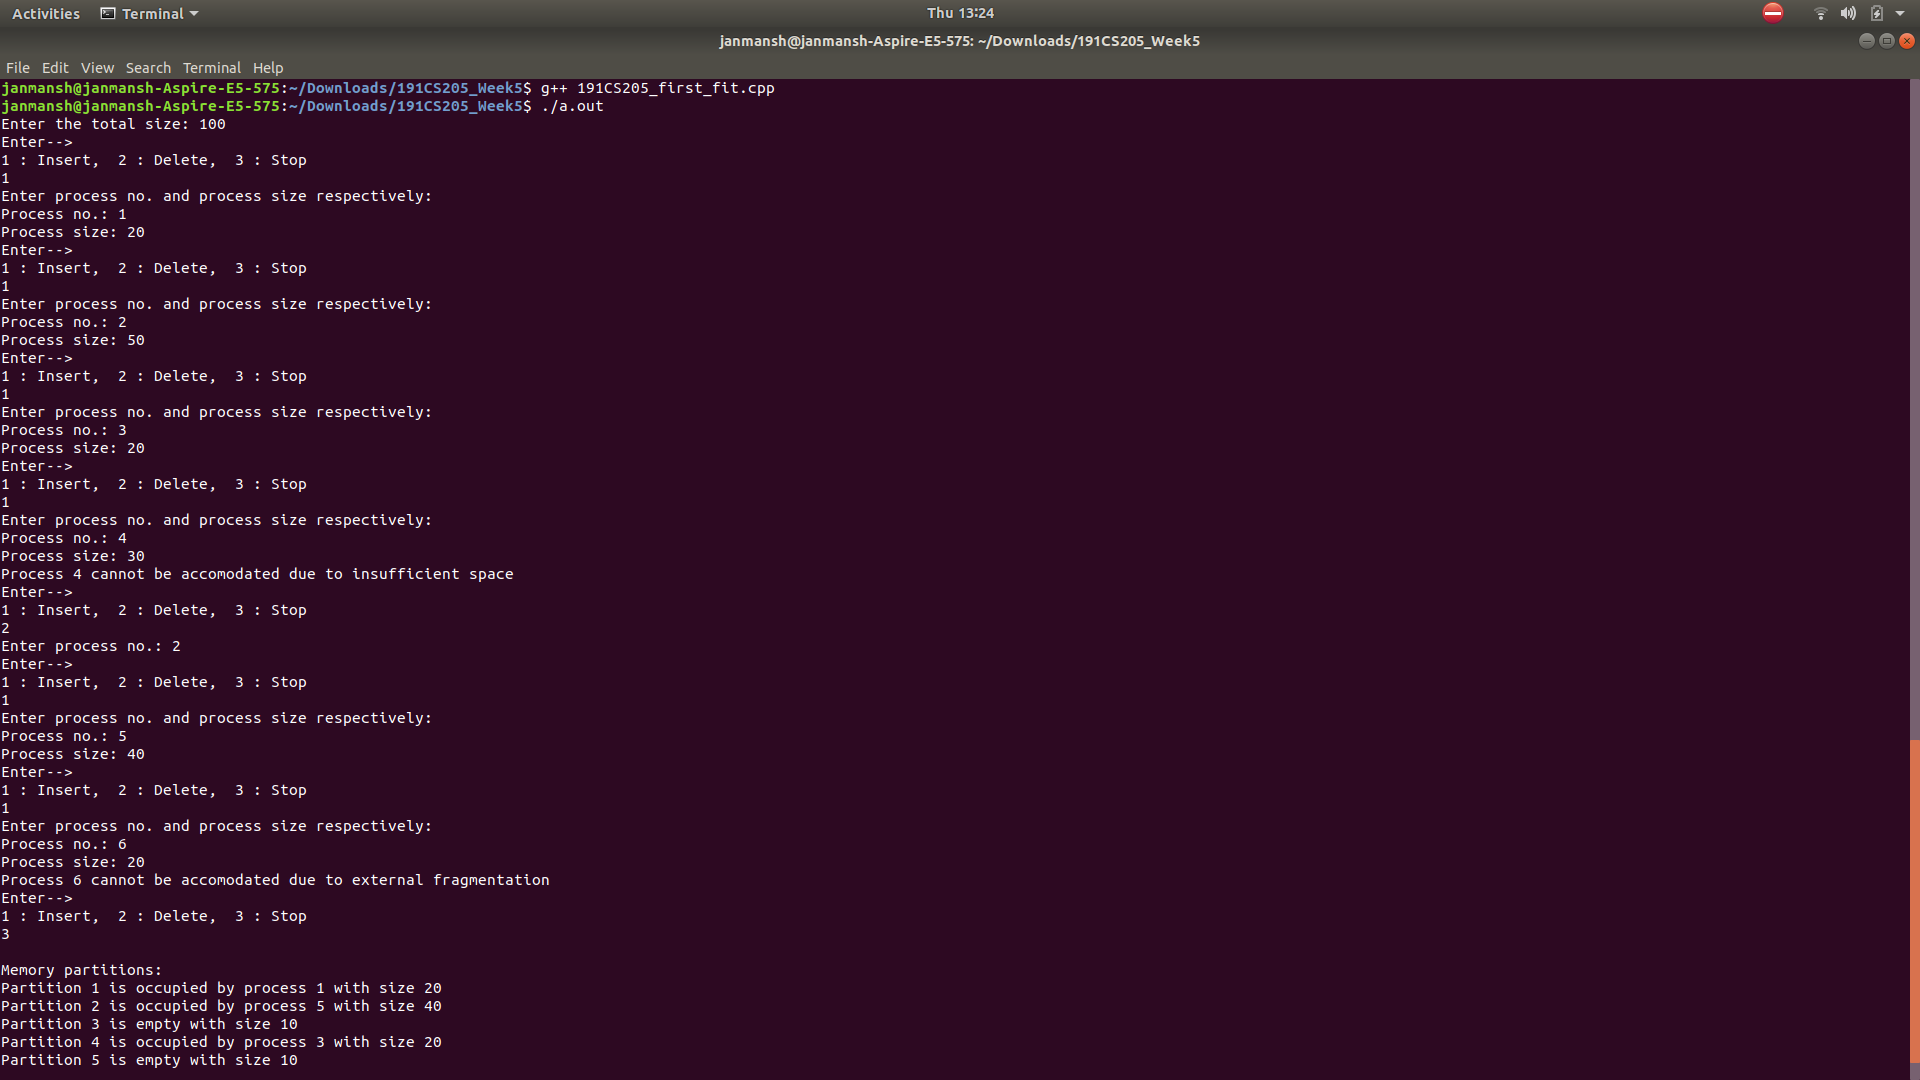 Activities Terminal Thu 13:24
janmansh@janmansh-Aspire-E5-575: ~/Downloads/191CS205_Week5
File Edit View Search Terminal Help
janmansh@janmansh-Aspire-E5-575:~/Downloads/191CS205_Week5$ g++ 191CS205_first_fit.cpp
janmansh@janmansh-Aspire-E5-575:~/Downloads/191CS205_Week5$ ./a.out
Enter the total size: 100
Enter-->
1 : Insert,  2 : Delete,  3 : Stop
1
Enter process no. and process size respectively:
Process no.: 1
Process size: 20
Enter-->
1 : Insert,  2 : Delete,  3 : Stop
1
Enter process no. and process size respectively:
Process no.: 2
Process size: 50
Enter-->
1 : Insert,  2 : Delete,  3 : Stop
1
Enter process no. and process size respectively:
Process no.: 3
Process size: 20
Enter-->
1 : Insert,  2 : Delete,  3 : Stop
1
Enter process no. and process size respectively:
Process no.: 4
Process size: 30
Process 4 cannot be accomodated due to insufficient space
Enter-->
1 : Insert,  2 : Delete,  3 : Stop
2
Enter process no.: 2
Enter-->
1 : Insert,  2 : Delete,  3 : Stop
1
Enter process no. and process size respectively:
Process no.: 5
Process size: 40
Enter-->
1 : Insert,  2 : Delete,  3 : Stop
1
Enter process no. and process size respectively:
Process no.: 6
Process size: 20
Process 6 cannot be accomodated due to external fragmentation
Enter-->
1 : Insert,  2 : Delete,  3 : Stop
3

Memory partitions:
Partition 1 is occupied by process 1 with size 20
Partition 2 is occupied by process 5 with size 40
Partition 3 is empty with size 10
Partition 4 is occupied by process 3 with size 20
Partition 5 is empty with size 10